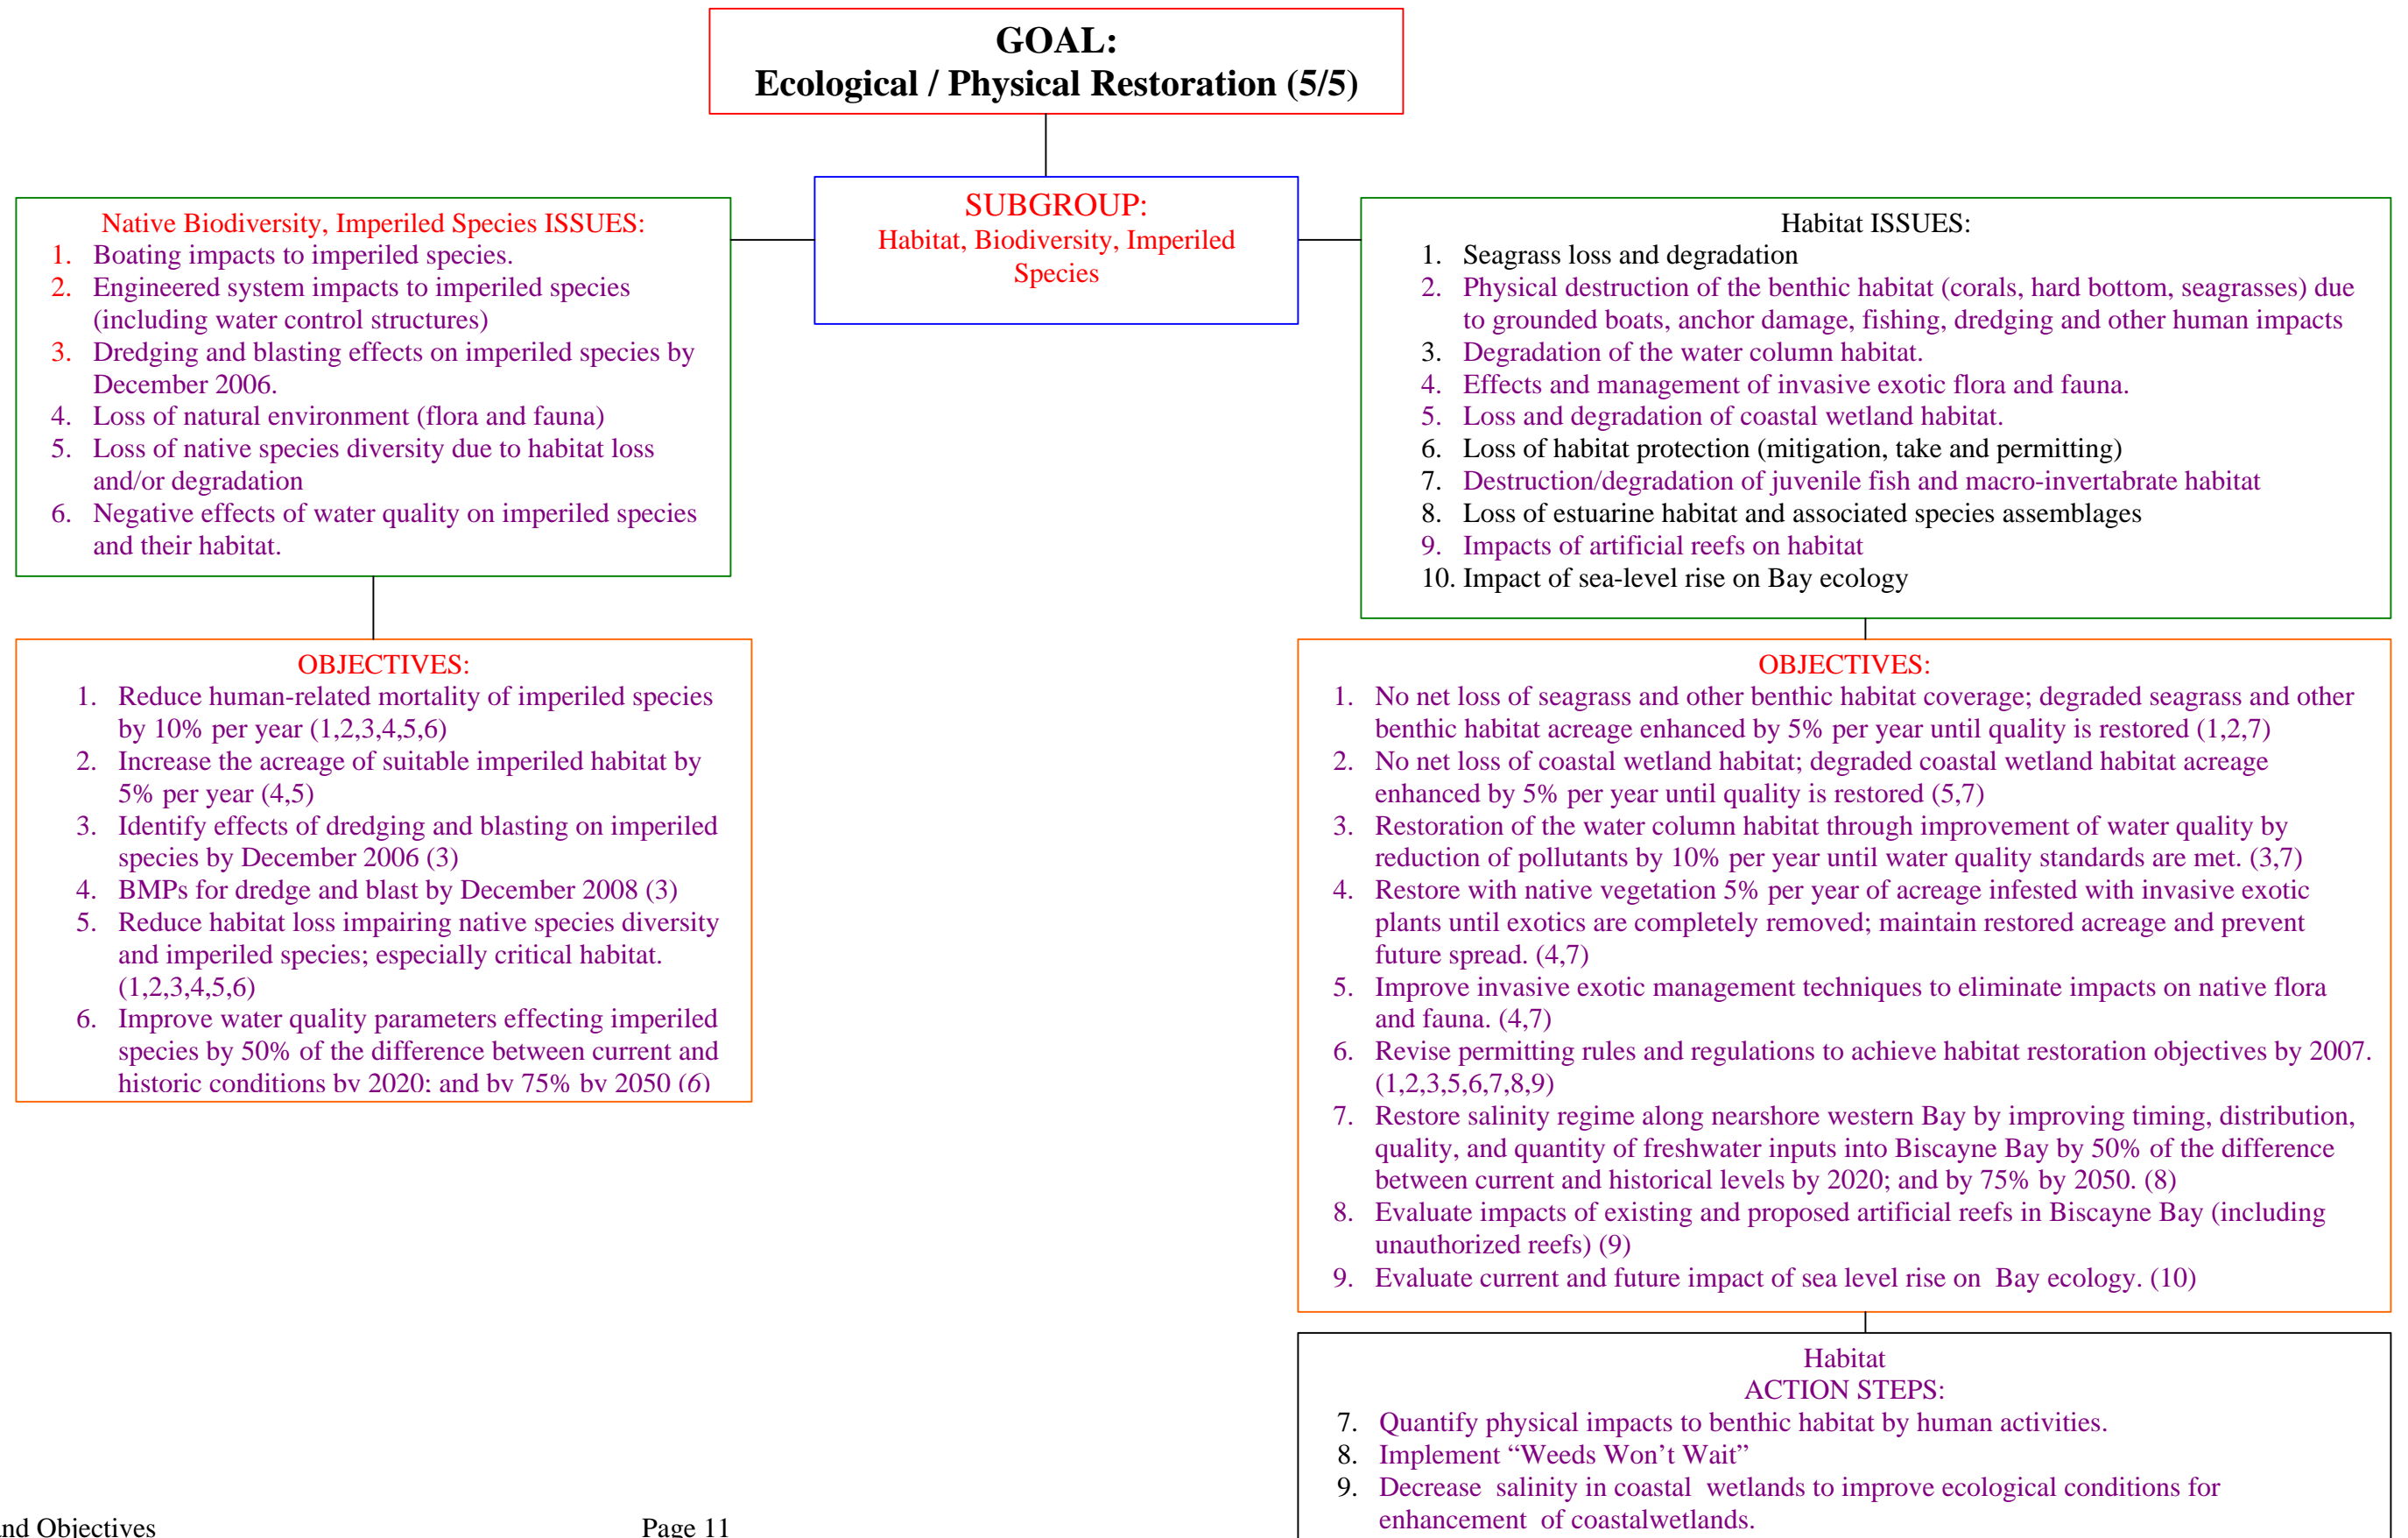 GOAL:
Ecological / Physical Restoration (5/5)
SUBGROUP:
Habitat, Biodiversity, Imperiled
Species
Native Biodiversity, Imperiled Species ISSUES:
1. Boating impacts to imperiled species.
2. Engineered system impacts to imperiled species
(including water control structures)
3. Dredging and blasting effects on imperiled species by
December 2006.
4. Loss of natural environment (flora and fauna)
5. Loss of native species diversity due to habitat loss
and/or degradation
6. Negative effects of water quality on imperiled species
and their habitat.
Habitat ISSUES:
1. Seagrass loss and degradation
2. Physical destruction of the benthic habitat (corals, hard bottom, seagrasses) due
to grounded boats, anchor damage, fishing, dredging and other human impacts
3. Degradation of the water column habitat.
4. Effects and management of invasive exotic flora and fauna.
5. Loss and degradation of coastal wetland habitat.
6. Loss of habitat protection (mitigation, take and permitting)
7. Destruction/degradation of juvenile fish and macro-invertabrate habitat
8. Loss of estuarine habitat and associated species assemblages
9. Impacts of artificial reefs on habitat
10. Impact of sea-level rise on Bay ecology
OBJECTIVES:
1. Reduce human-related mortality of imperiled species
by 10% per year (1,2,3,4,5,6)
2. Increase the acreage of suitable imperiled habitat by
5% per year (4,5)
3. Identify effects of dredging and blasting on imperiled
species by December 2006 (3)
4. BMPs for dredge and blast by December 2008 (3)
5. Reduce habitat loss impairing native species diversity
and imperiled species; especially critical habitat.
(1,2,3,4,5,6)
6. Improve water quality parameters effecting imperiled
species by 50% of the difference between current and
historic conditions by 2020; and by 75% by 2050 (6)
OBJECTIVES:
1. No net loss of seagrass and other benthic habitat coverage; degraded seagrass and other
benthic habitat acreage enhanced by 5% per year until quality is restored (1,2,7)
2. No net loss of coastal wetland habitat; degraded coastal wetland habitat acreage
enhanced by 5% per year until quality is restored (5,7)
3. Restoration of the water column habitat through improvement of water quality by
reduction of pollutants by 10% per year until water quality standards are met. (3,7)
4. Restore with native vegetation 5% per year of acreage infested with invasive exotic
plants until exotics are completely removed; maintain restored acreage and prevent
future spread. (4,7)
5. Improve invasive exotic management techniques to eliminate impacts on native flora
and fauna. (4,7)
6. Revise permitting rules and regulations to achieve habitat restoration objectives by 2007.
(1,2,3,5,6,7,8,9)
7. Restore salinity regime along nearshore western Bay by improving timing, distribution,
quality, and quantity of freshwater inputs into Biscayne Bay by 50% of the difference
between current and historical levels by 2020; and by 75% by 2050. (8)
8. Evaluate impacts of existing and proposed artificial reefs in Biscayne Bay (including
unauthorized reefs) (9)
9. Evaluate current and future impact of sea level rise on Bay ecology. (10)
Habitat
ACTION STEPS:
7. Quantify physical impacts to benthic habitat by human activities.
8. Implement “Weeds Won’t Wait”
9. Decrease salinity in coastal wetlands to improve ecological conditions for
enhancement of coastalwetlands.
and Objectives
Page 11